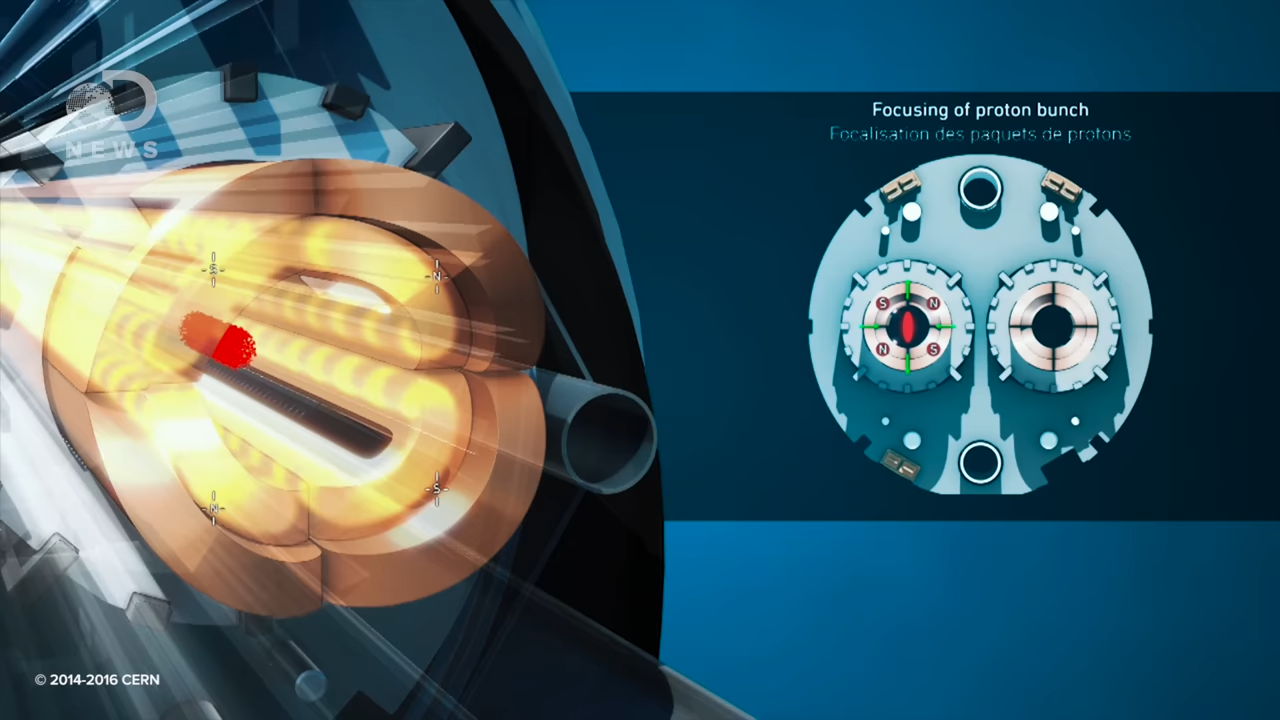 D
NEWS
Focusing of proton bunch
Focalisation des paquets de protons
S
N
S
N
N
S
N
S
© 2014-2016 CERN